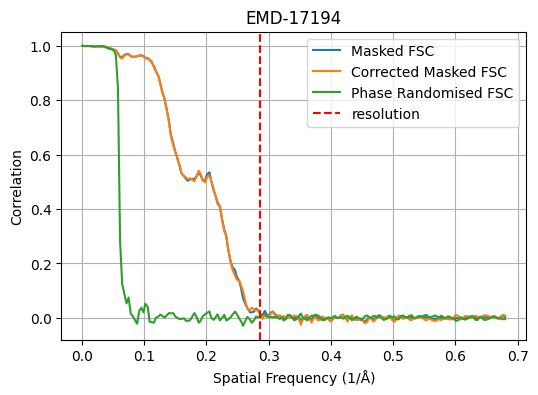 EMD-17194
Masked FSC
Corrected Masked FSC
Phase Randomised FSC
resolution
Correlation
1.0
0.8
0.6
0.4
0.2
0.0
0.0 0.1 0.2 0.3 0.4 0.5 0.6 0.7
Spatial Frequency (1/Å)